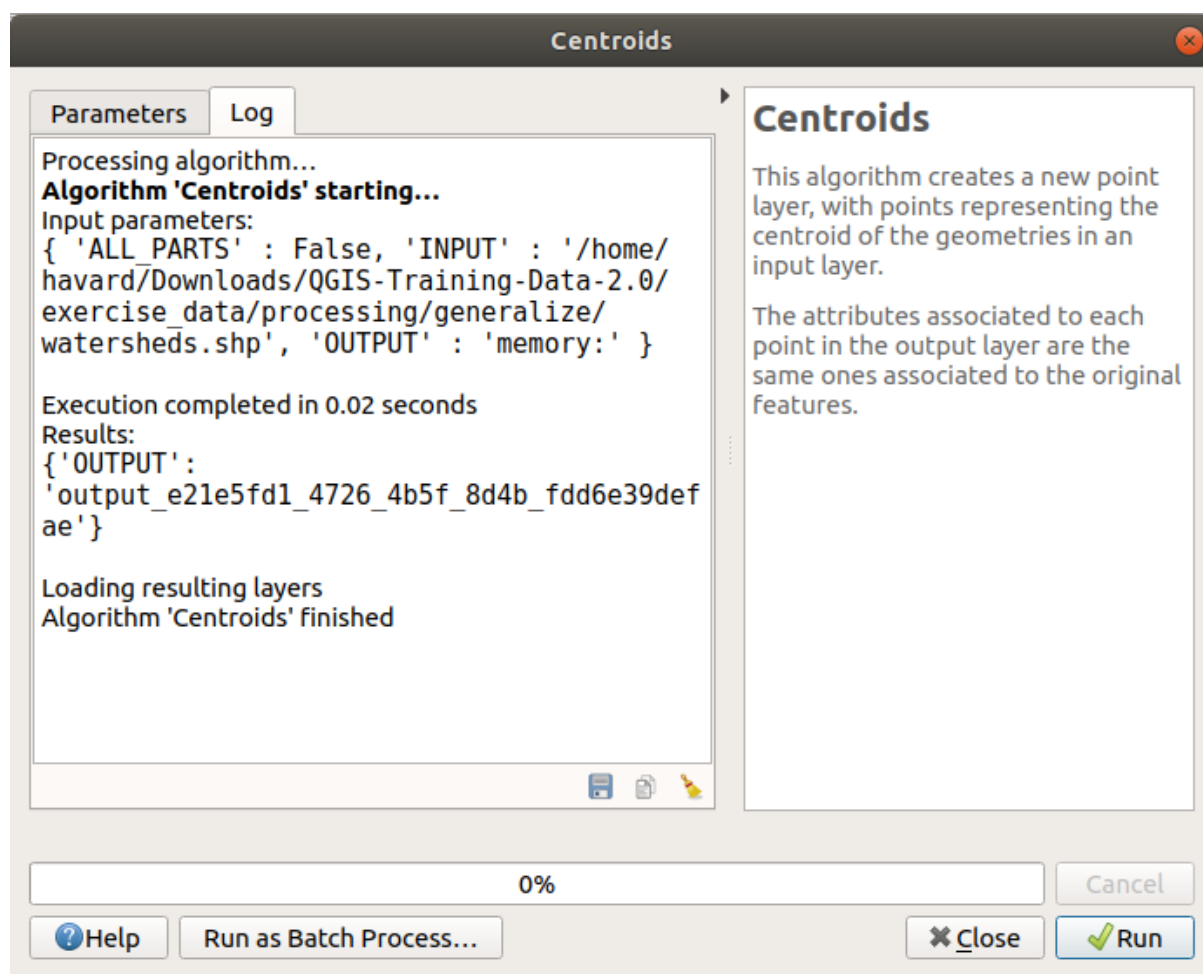 Centroids
Parameters
Log
Processing algorithm…
Algorithm 'Centroids' starting…
Input parameters:
{ 'ALL_PARTS' : False, 'INPUT' : '/home/
havard/Downloads/QGIS-Training-Data-2.0/
exercise_data/processing/generalize/
watersheds.shp', 'OUTPUT' : 'memory:' }
Execution completed in 0.02 seconds
Results:
{'OUTPUT':
'output_e21e5fd1_4726_4b5f_8d4b_fdd6e39def
ae'}
Loading resulting layers
Algorithm 'Centroids' finished
Centroids
This algorithm creates a new point
layer, with points representing the
centroid of the geometries in an
input layer.
The attributes associated to each
point in the output layer are the
same ones associated to the original
features.
0%
Cancel
Help
Run as Batch Process…
Close
Run